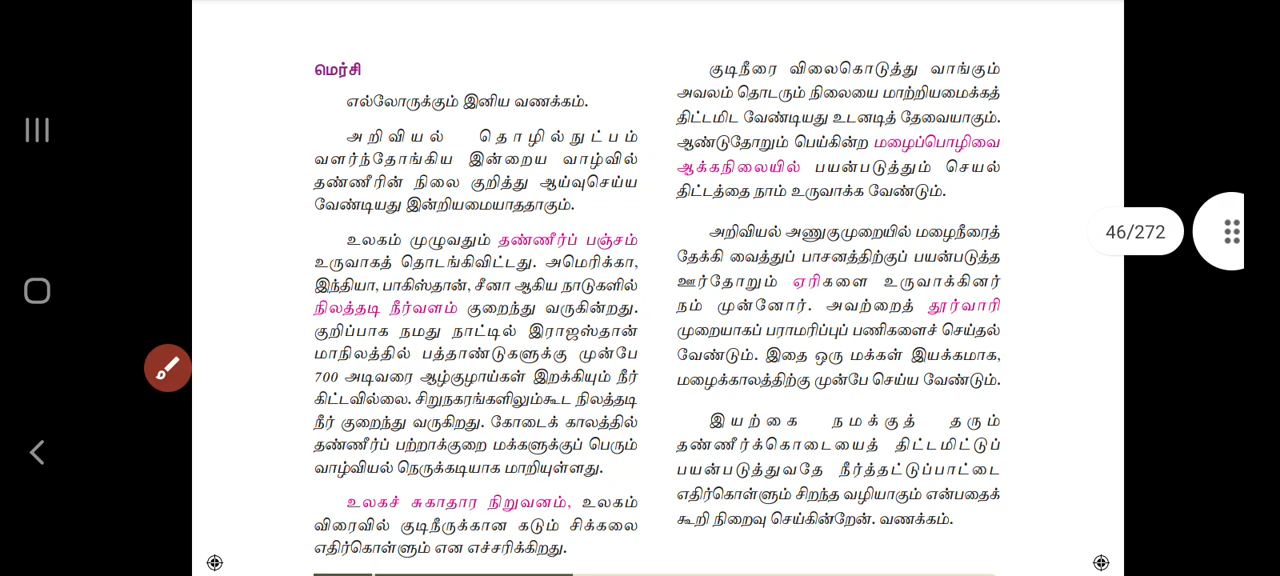 மெர்சி
எல்லோருக்கும் இனிய வணக்கம்.
அறிவியல் தொழில்நுட்பம்
வளர்ந்தோங்கிய இன்றைய வாழ்வில்
தண்ணீரின் நிலை குறித்து ஆய்வுசெய்ய
வேண்டியது இன்றியமையாததாகும்.
உலகம் முழுவதும் தண்ணீர்ப் பஞ்சம்
உருவாகத் தொடங்கிவிட்டது. அமெரிக்கா,
இந்தியா, பாகிஸ்தான், சீனா ஆகிய நாடுகளில்
நிலத்தடி நீர்வளம் குறைந்து வருகின்றது.
குறிப்பாக நமது நாட்டில் இராஜஸ்தான்
மாநிலத்தில் பத்தாண்டுகளுக்கு முன்பே
700 அடிவரை ஆழ்குழாய்கள் இறக்கியும் நீர்
கிட்டவில்லை. சிறுநகரங்களிலும்கூட நிலத்தடி
நீர் குறைந்து வருகிறது. கோடைக் காலத்தில்
தண்ணீர்ப் பற்றாக்குறை மக்களுக்குப் பெரும்
வாழ்வியல் நெருக்கடியாக மாறியுள்ளது.
உலகச் சுகாதார நிறுவனம், உலகம்
விரைவில் குடிநீருக்கான கடும் சிக்கலை
எதிர்கொள்ளும் என எச்சரிக்கிறது.
குடிநீரை விலைகொடுத்து வாங்கும்
அவலம் தொடரும் நிலையை மாற்றியமைக்கத்
திட்டமிட வேண்டியது உடனடித் தேவையாகும்.
ஆண்டுதோறும் பெய்கின்ற மழைப்பொழிவை
ஆக்கநிலையில் பயன்படுத்தும் செயல்
திட்டத்தை நாம் உருவாக்க வேண்டும்.
அறிவியல் அணுகுமுறையில் மழைநீரைத்
தேக்கி வைத்துப் பாசனத்திற்குப் பயன்படுத்த
ஊர்தோறும் ஏரிகளை உருவாக்கினர்
நம் முன்னோர். அவற்றைத் தூர்வாரி
முறையாகப் பராமரிப்புப் பணிகளைச் செய்தல்
வேண்டும். இதை ஒரு மக்கள் இயக்கமாக,
மழைக்காலத்திற்கு முன்பே செய்ய வேண்டும்.
இயற்கை நமக்குத் தரும்
தண்ணீர்க்கொடையைத் திட்டமிட்டுப்
பயன்படுத்துவதே நீர்த்தட்டுப்பாட்டை
எதிர்கொள்ளும் சிறந்த வழியாகும் என்பதைக்
கூறி நிறைவு செய்கின்றேன். வணக்கம்.
46/272